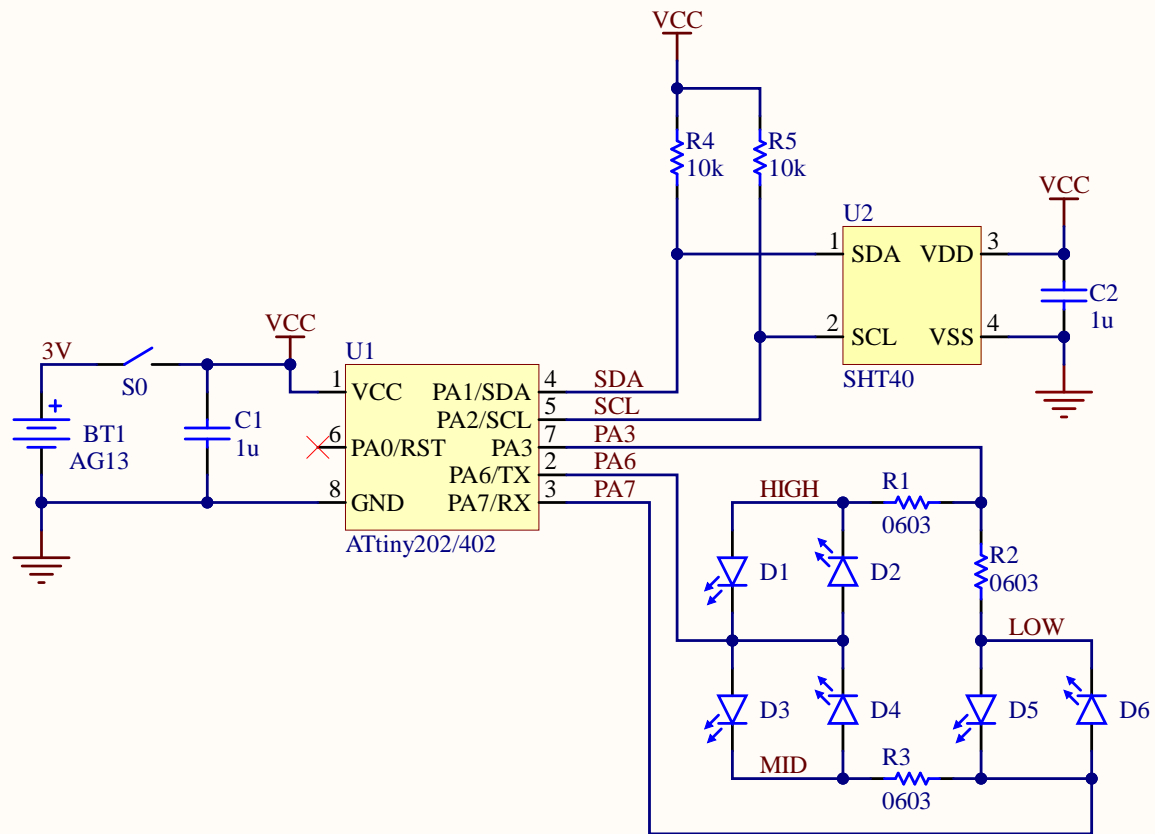 VCC
R4
10k
R5
10k
VCC
U2
1 SDA VDD 3
2 SCL VSS 4
SHT40
C2
1u
VCC
3V
S0
U1
1 VCC PA1/SDA 4 SDA
PA2/SCL 5 SCL
6 PA0/RST PA3 7 PA3
PA6/TX 2 PA6
8 GND PA7/RX 3 PA7
ATtiny202/402
BT1
AG13
C1
1u
HIGH
R1
0603
R2
0603
D1
D2
LOW
D3
D4
D5
D6
MID
R3
0603